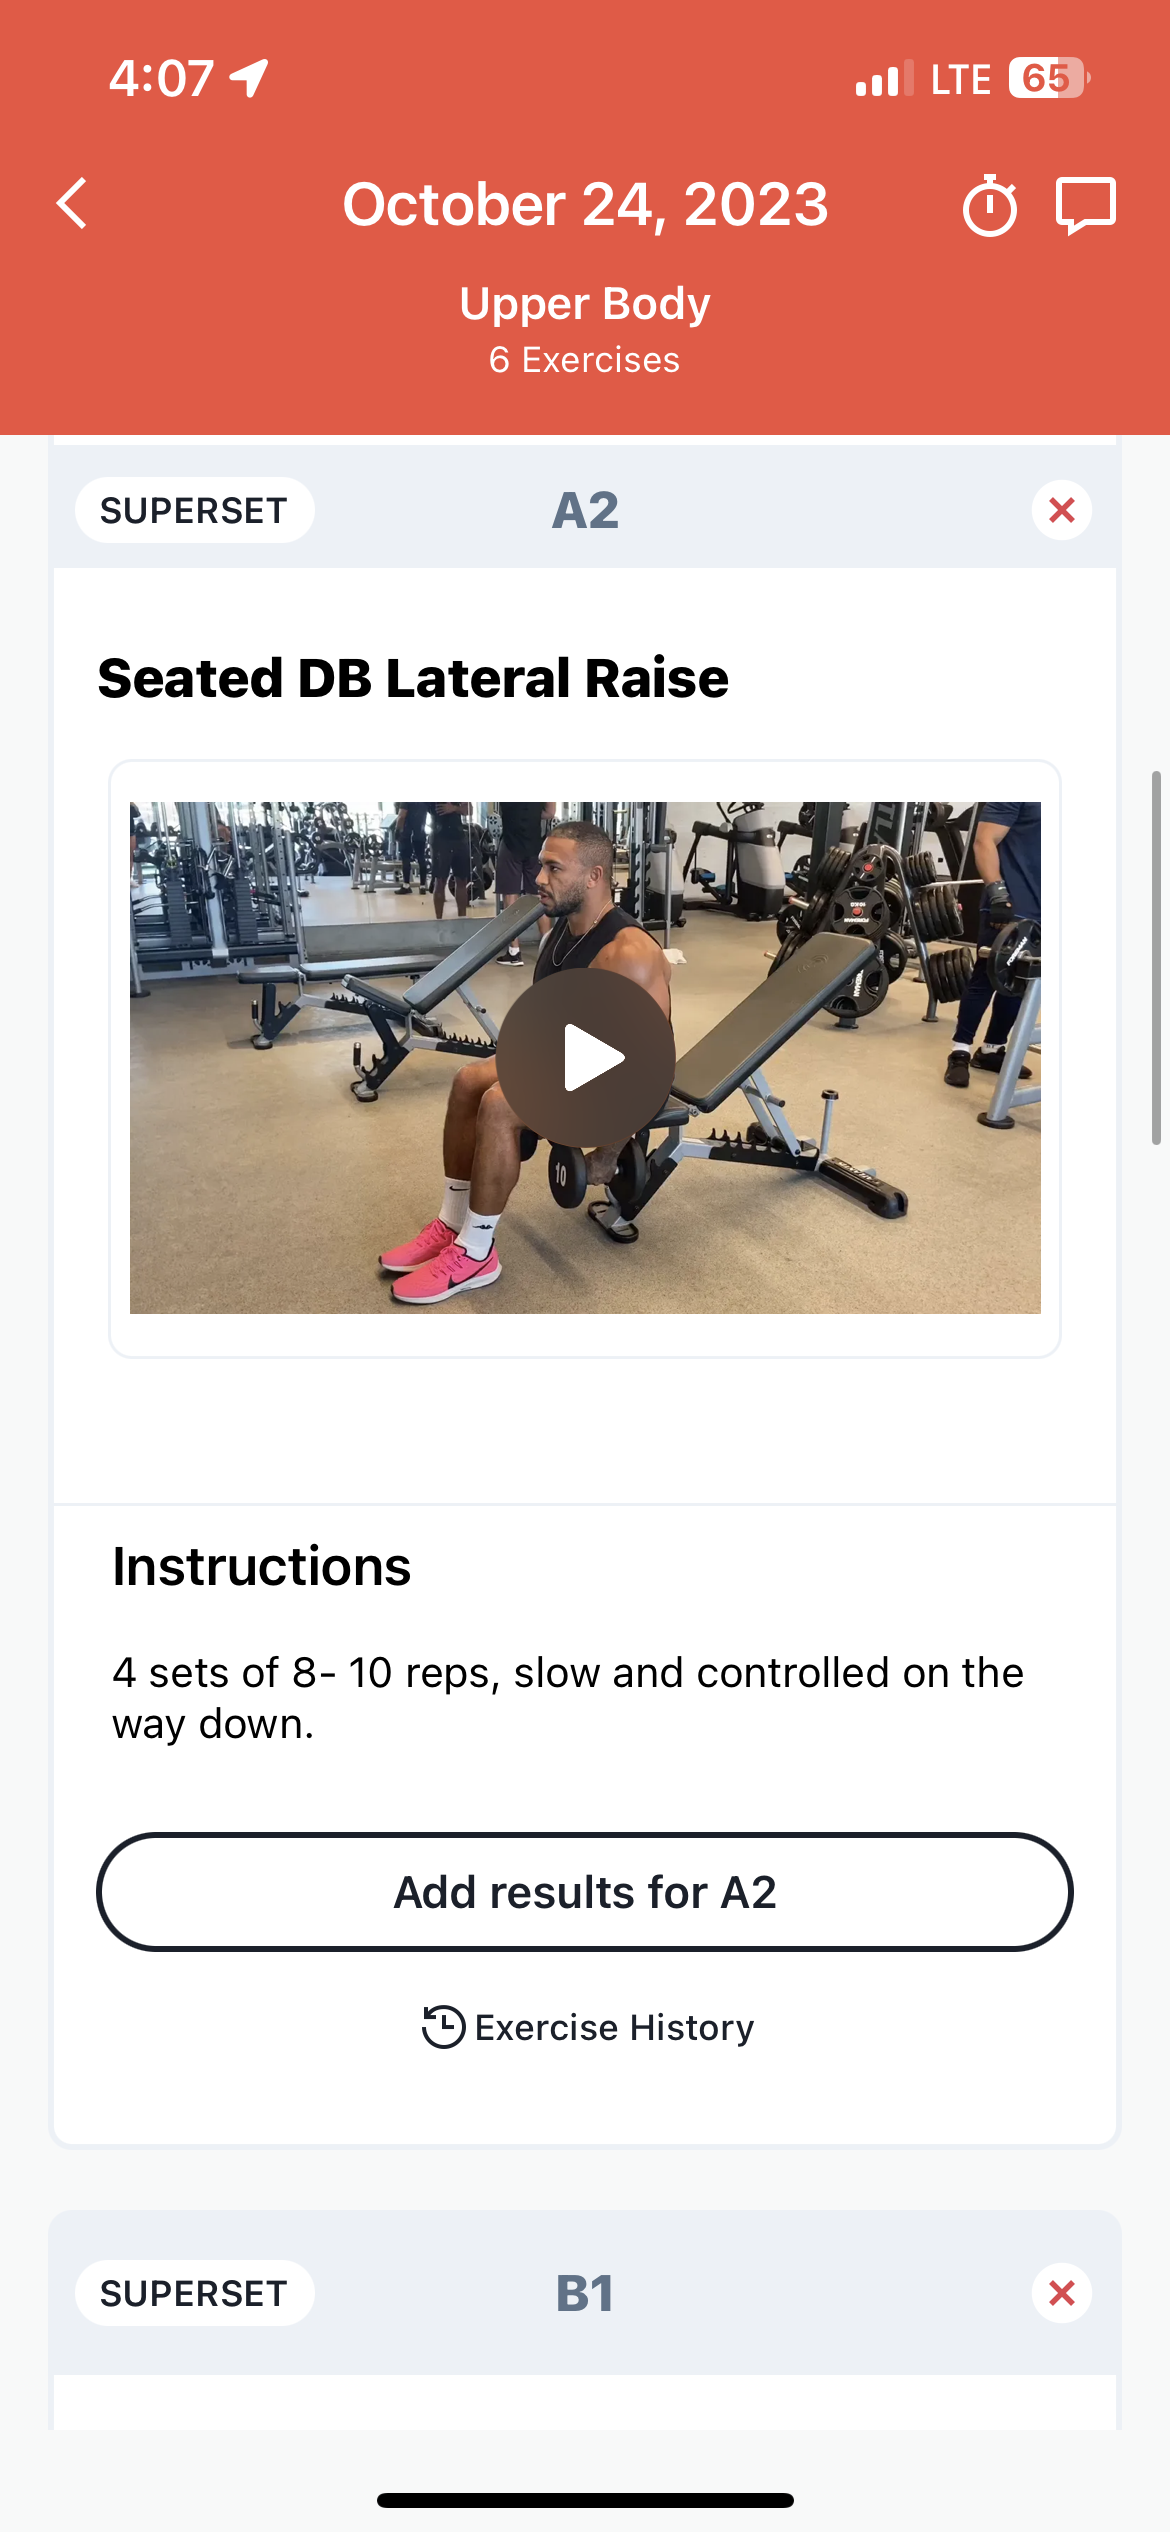 4:07
LTE 65
October 24, 2023
Upper Body
6 Exercises
SUPERSET
A2
Seated DB Lateral Raise
10
Instructions
4 sets of 8- 10 reps, slow and controlled on the
way down.
Add results for A2
Exercise History
SUPERSET
B1